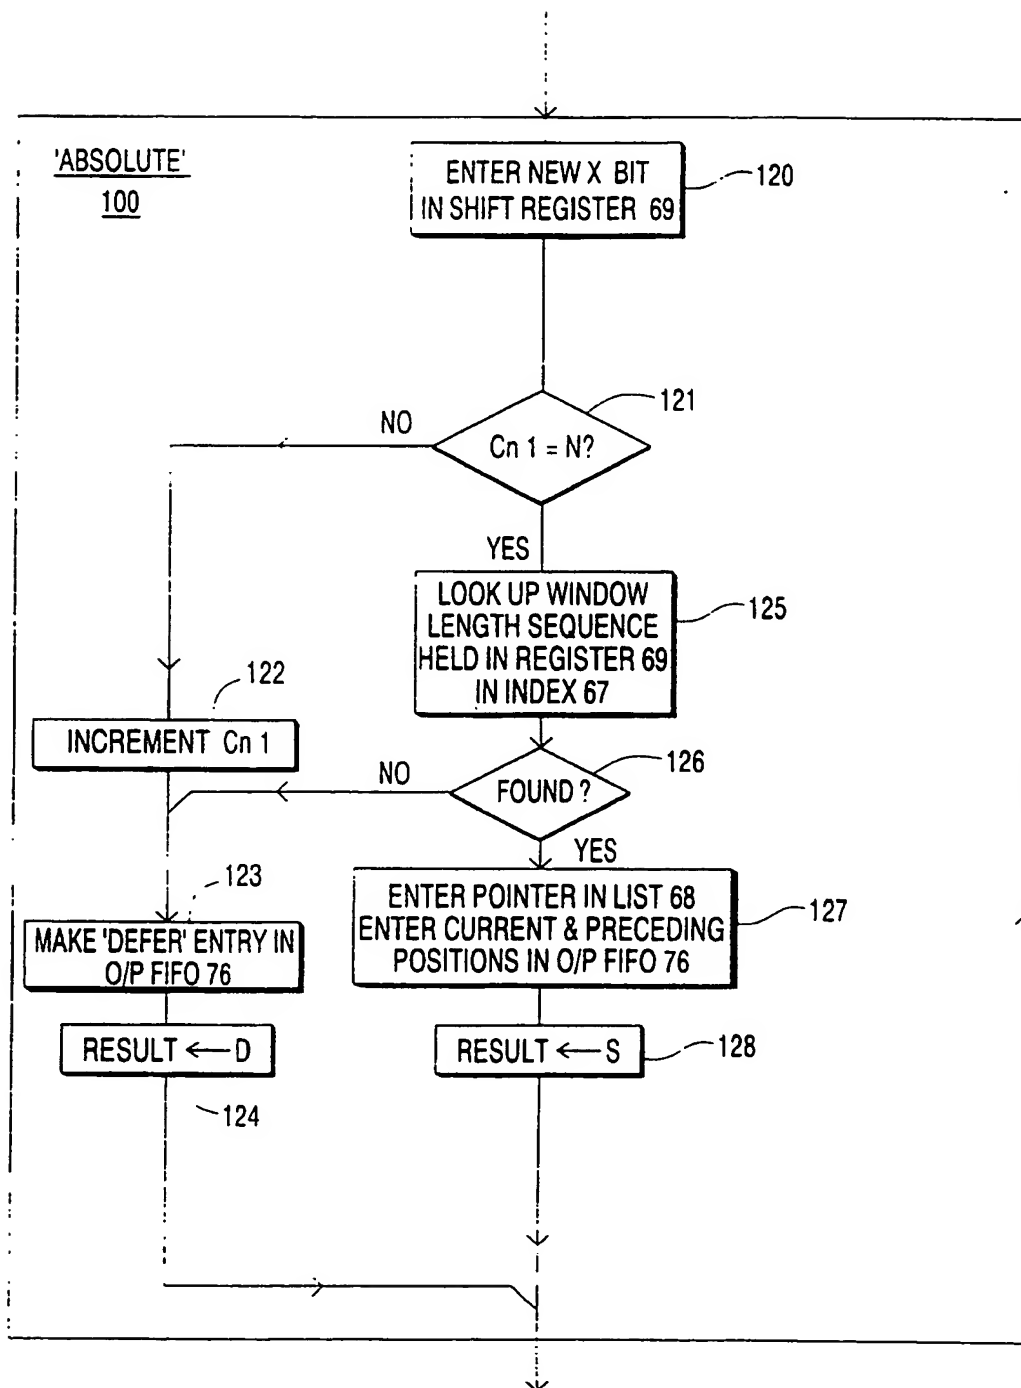 'ABSOLUTE'
100
ENTER NEW X BIT
IN SHIFT REGISTER 69
120
121
NO
Cn 1 = N?
YES
LOOK UP WINDOW
LENGTH SEQUENCE
HELD IN REGISTER 69
IN INDEX 67
125
122
INCREMENT Cn 1
NO
FOUND ?
126
YES
123
MAKE 'DEFER' ENTRY IN
O/P FIFO 76
ENTER POINTER IN LIST 68
ENTER CURRENT & PRECEDING
POSITIONS IN O/P FIFO 76
127
RESULT ← D
124
RESULT ← S
128